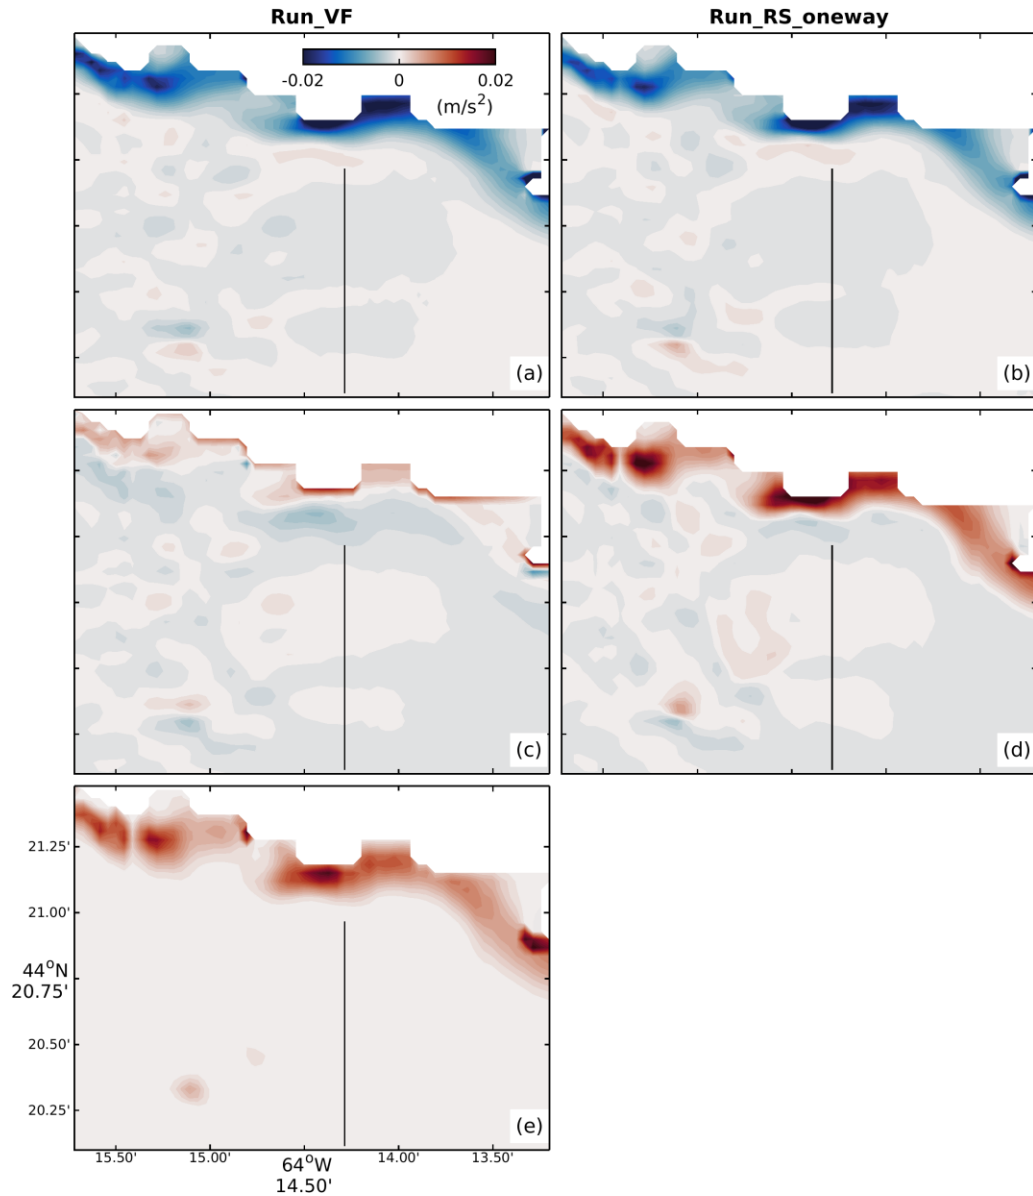 Run_VF Run_RS_oneway
-0.02 0 0.02
(m/s²)
(a) (b)
(c) (d)
21.25'
21.00'
44°N
20.75'
20.50'
20.25'
(e)
15.50' 15.00' 64°W 14.00' 13.50'
14.50'